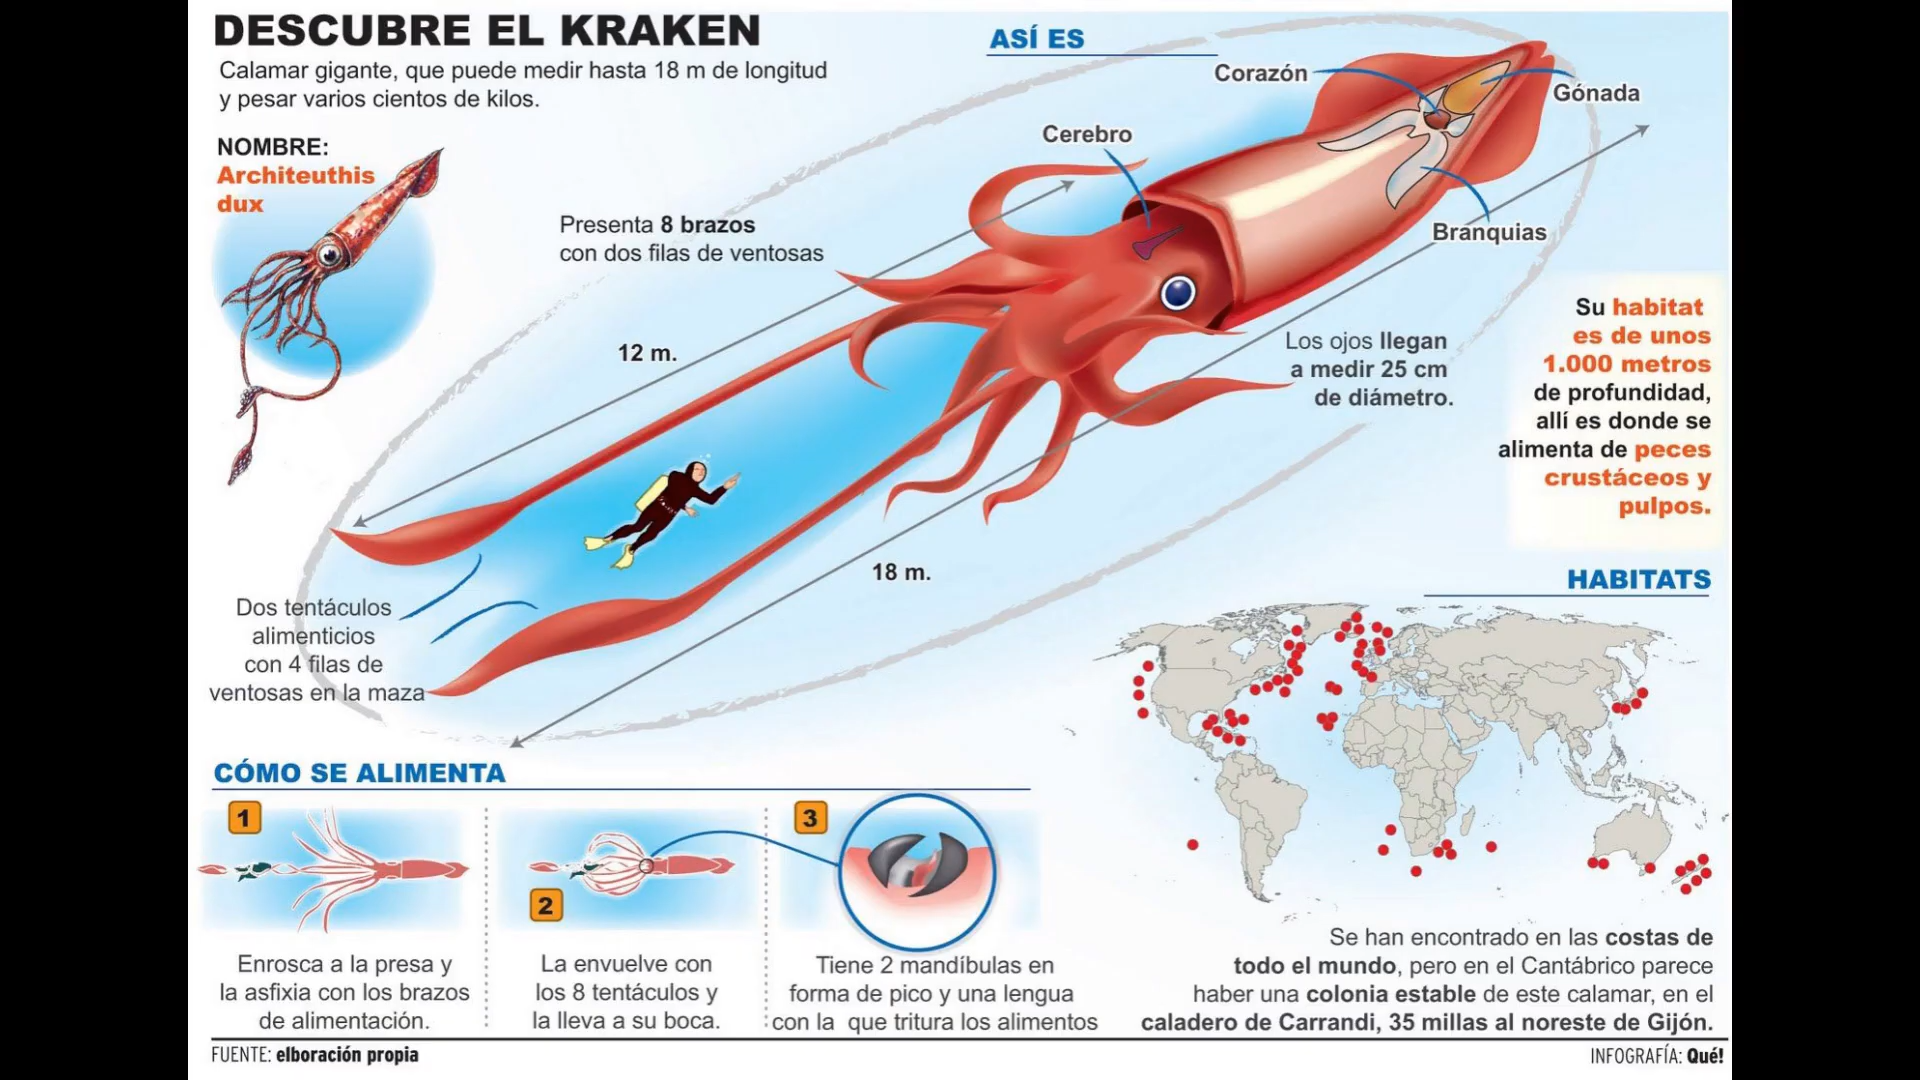 DESCUBRE EL KRAKEN
Calamar gigante, que puede medir hasta 18 m de longitud
y pesar varios cientos de kilos.
NOMBRE:
Architeuthis
dux
ASÍ ES
Corazón
Gónada
Cerebro
Branquias
Presenta 8 brazos
con dos filas de ventosas
12 m.
Los ojos llegan
a medir 25 cm
de diámetro.
Su habitat
es de unos
1.000 metros
de profundidad,
allí es donde se
alimenta de peces
crustáceos y
pulpos.
18 m.
Dos tentáculos
alimenticios
con 4 filas de
ventosas en la maza
HABITATS
Se han encontrado en las costas de
todo el mundo, pero en el Cantábrico parece
haber una colonia estable de este calamar, en el
caladero de Carrandi, 35 millas al noreste de Gijón.
CÓMO SE ALIMENTA
1
Enrosca a la presa y
la asfixia con los brazos
de alimentación.
2
La envuelve con
los 8 tentáculos y
la lleva a su boca.
3
Tiene 2 mandíbulas en
forma de pico y una lengua
con la que tritura los alimentos
FUENTE: elboración propia
INFOGRAFÍA: Qué!